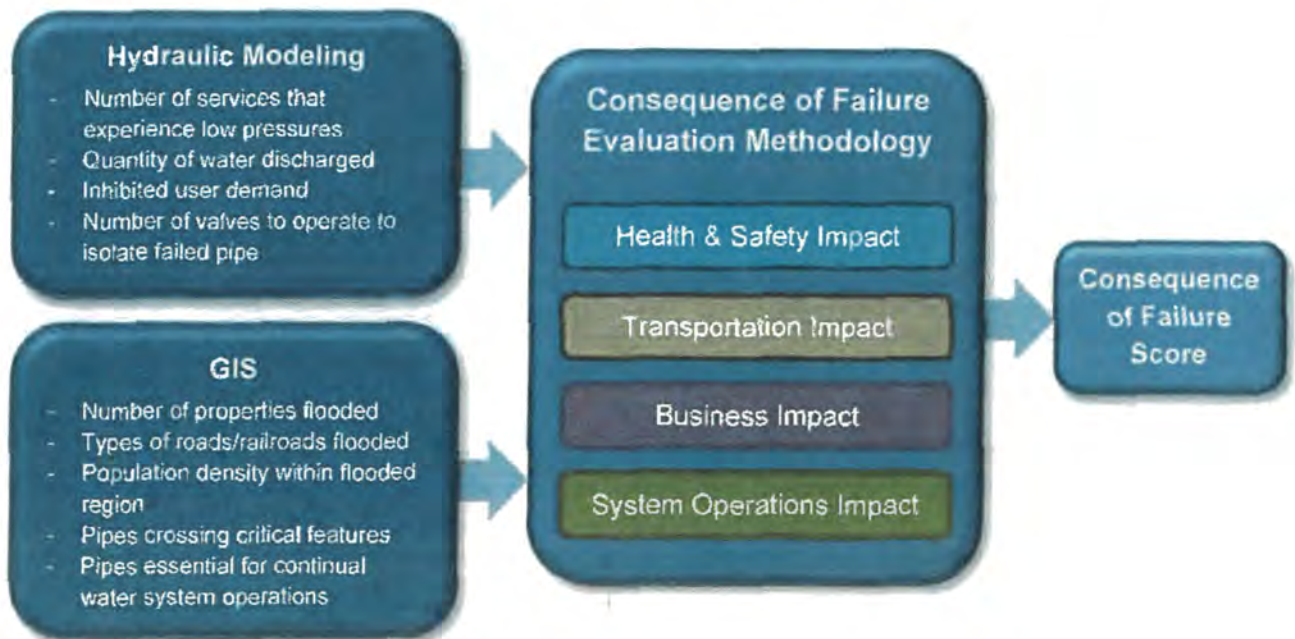 Hydraulic Modeling
- Number of services that
experience low pressures
- Quantity of water discharged
- Inhibited user demand
- Number of valves to operate to
isolate failed pipe
GIS
- Number of properties flooded
- Types of roads/railroads flooded
- Population density within flooded
region
- Pipes crossing critical features
- Pipes essential for continual
water system operations
Consequence of Failure
Evaluation Methodology
Health & Safety Impact
Transportation Impact
Business Impact
System Operations Impact
Consequence
of Failure
Score